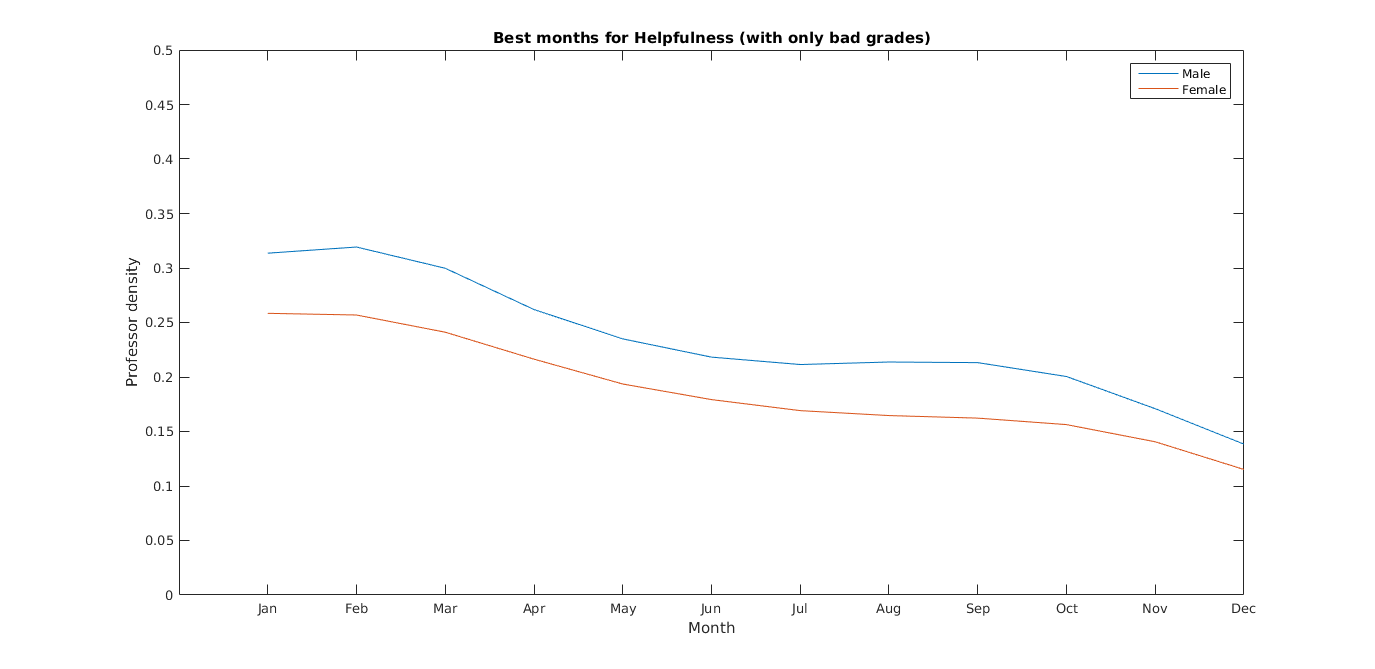 Best months for Helpfulness (with only bad grades)
Male
Female
0.5
0.45
0.4
0.35
0.3
0.25
0.2
0.15
0.1
0.05
0
Professor density
Jan Feb Mar Apr May Jun Jul Aug Sep Oct Nov Dec
Month